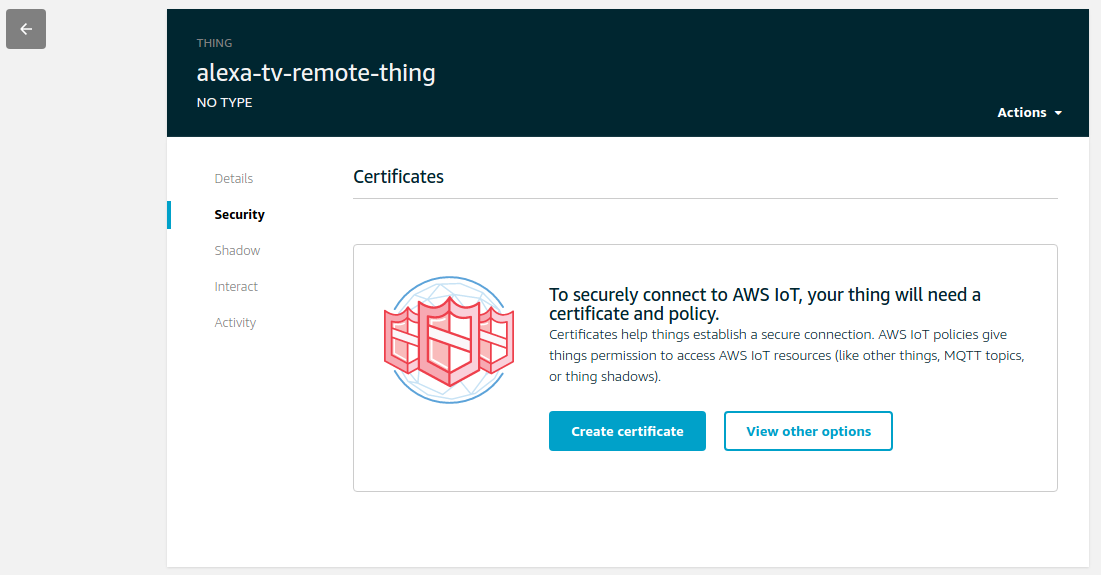 THING
alexa-tv-remote-thing
NO TYPE
Actions
Details
Security
Shadow
Interact
Activity
Certificates
To securely connect to AWS IoT, your thing will need a
certificate and policy.
Certificates help things establish a secure connection. AWS IoT policies give
things permission to access AWS IoT resources (like other things, MQTT topics,
or thing shadows).
Create certificate
View other options